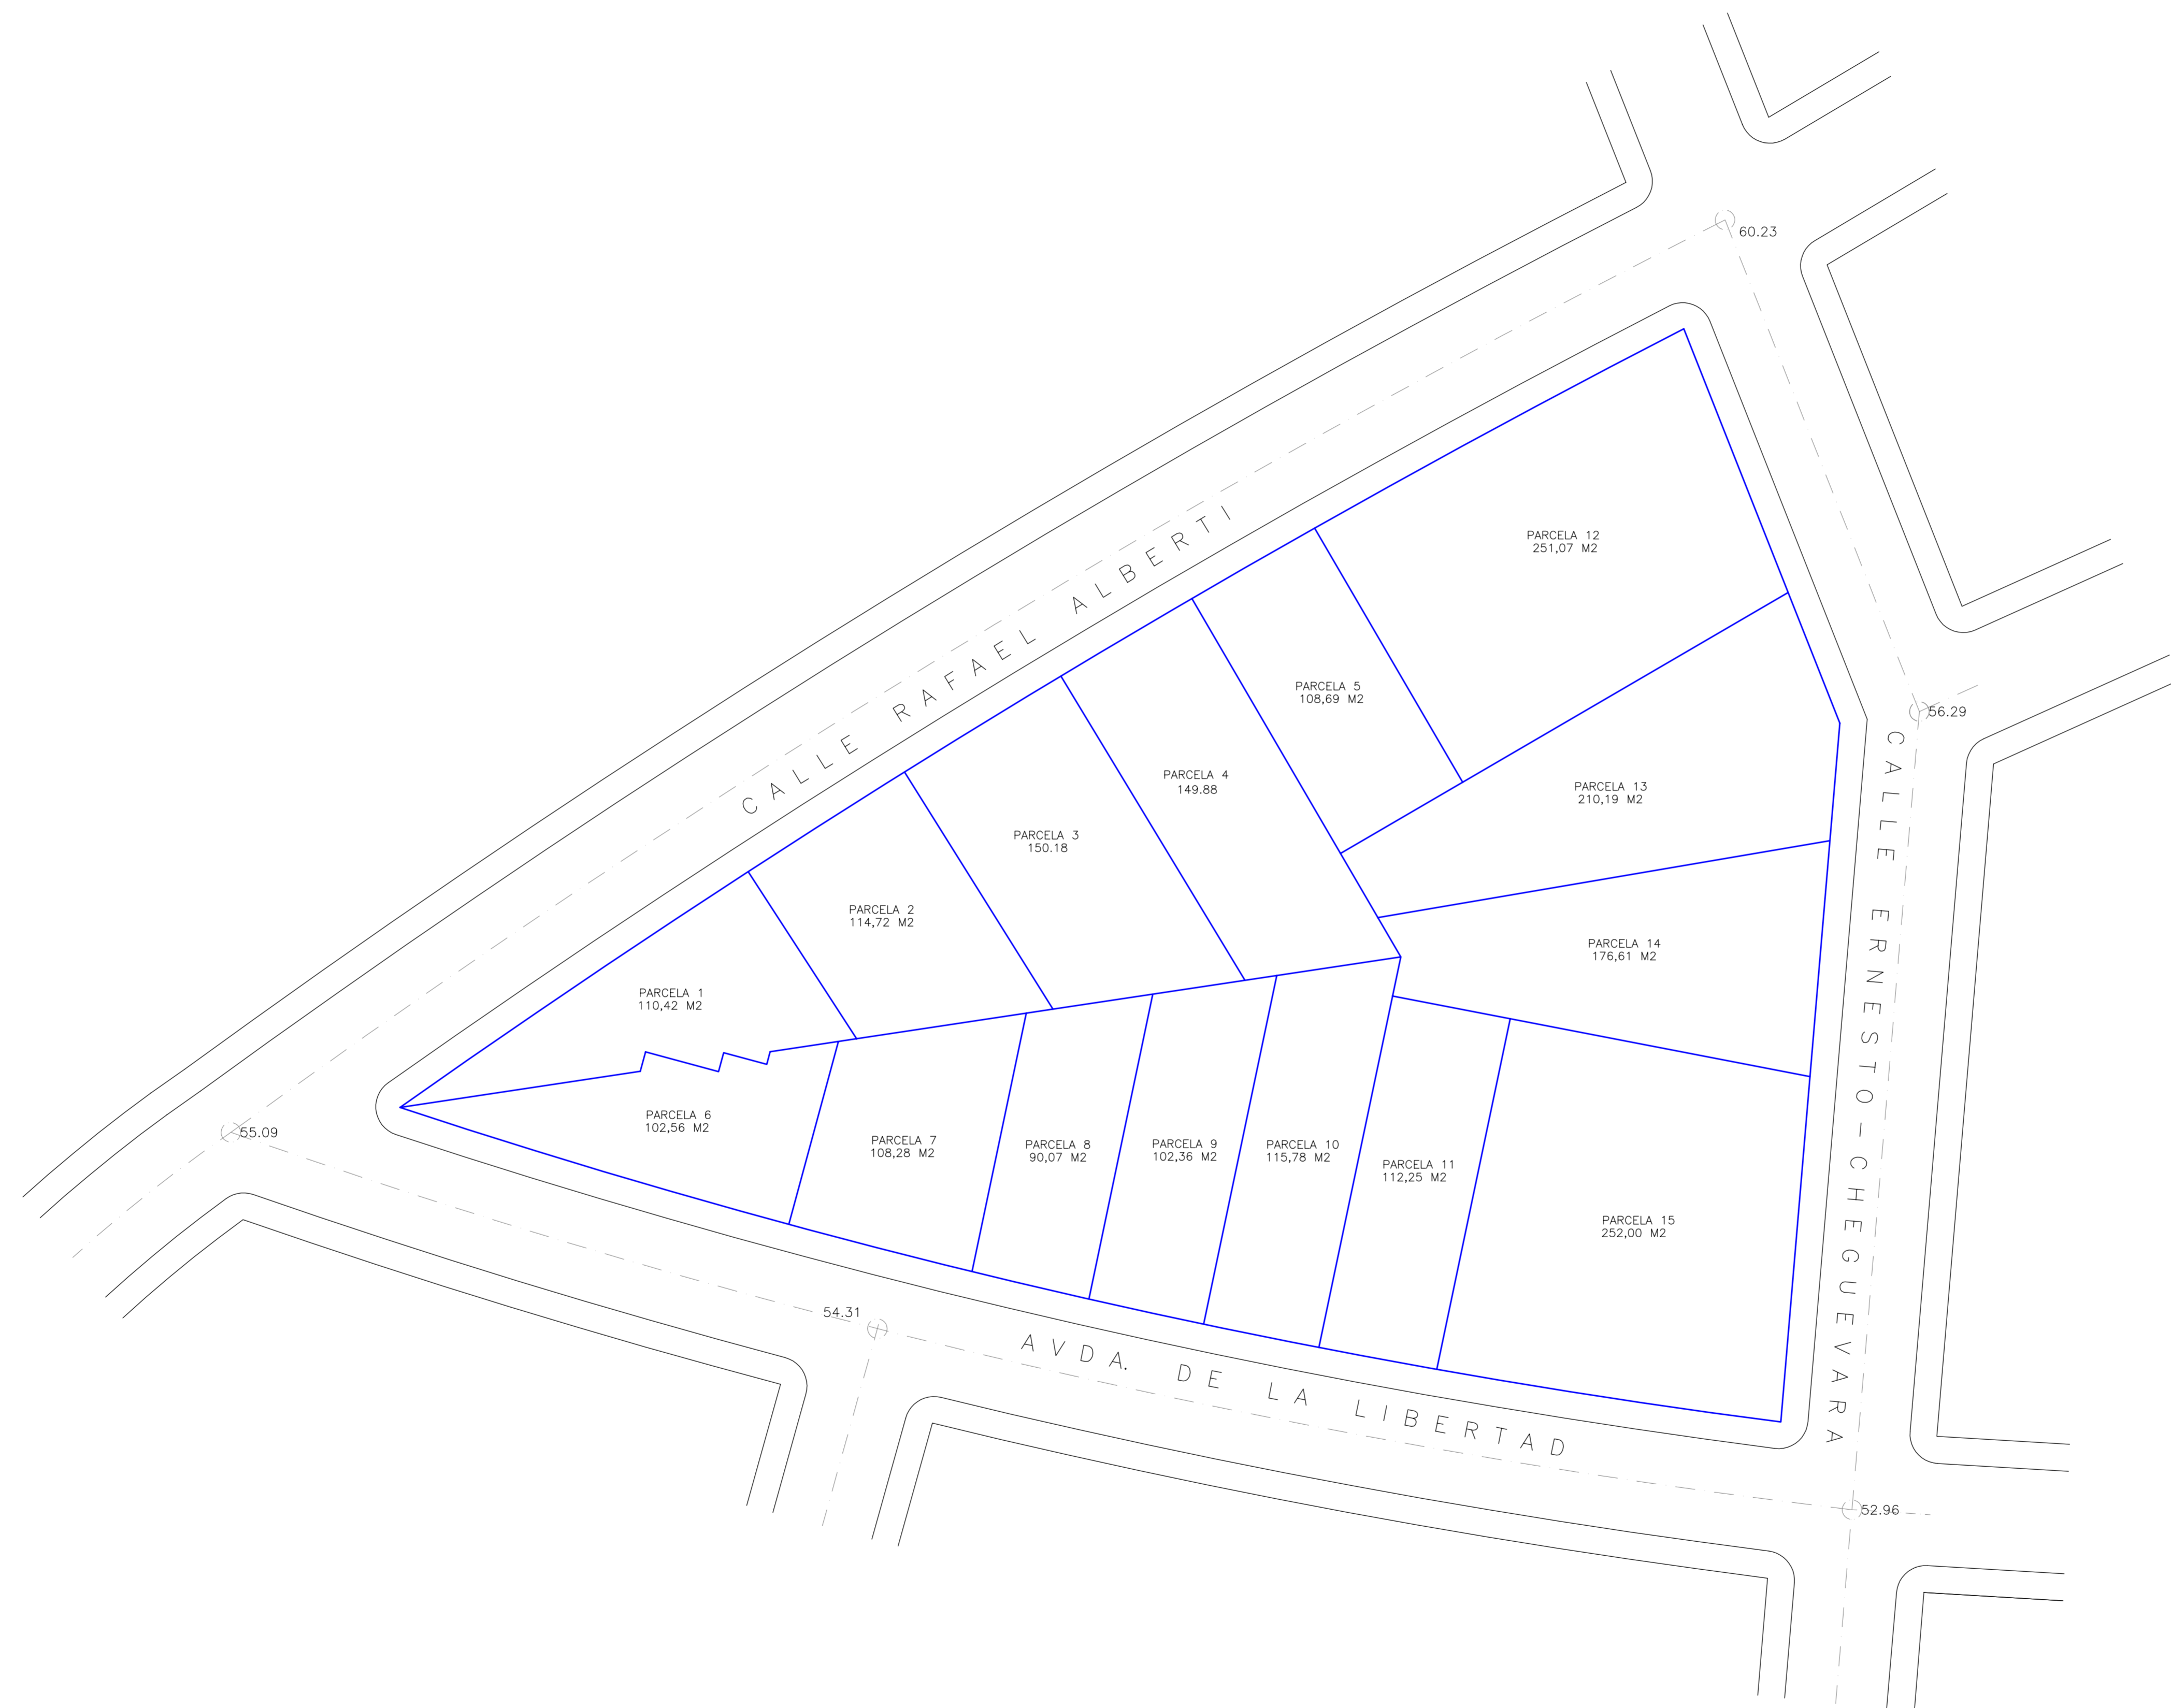 60.23
PARCELA 12
251,07 M2
CALLE RAFAEL ALBERTI
PARCELA 5
108,69 M2
56.29
PARCELA 4
149.88
PARCELA 13
210,19 M2
PARCELA 3
150.18
CALLE ERNESTO-CHEGUEVARA
PARCELA 2
114,72 M2
PARCELA 14
176,61 M2
PARCELA 1
110,42 M2
PARCELA 6
102,56 M2
55.09
PARCELA 7
108,28 M2
PARCELA 8
90,07 M2
PARCELA 9
102,36 M2
PARCELA 10
115,78 M2
PARCELA 11
112,25 M2
PARCELA 15
252,00 M2
54.31
AVDA. DE LA LIBERTAD
52.96